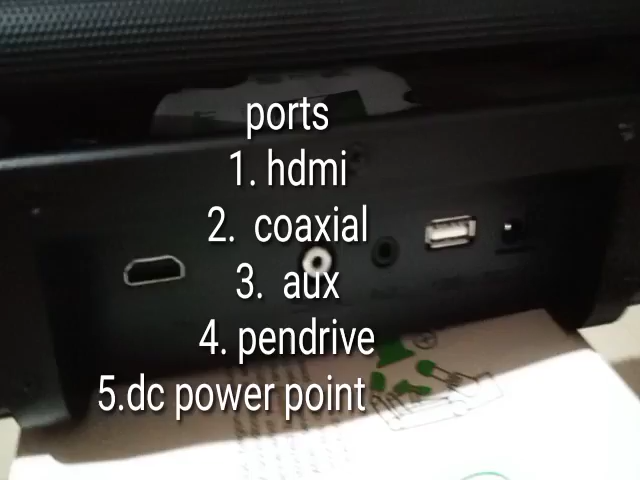 ports
1. hdmi
2. coaxial
3. aux
4. pendrive
5.dc power point